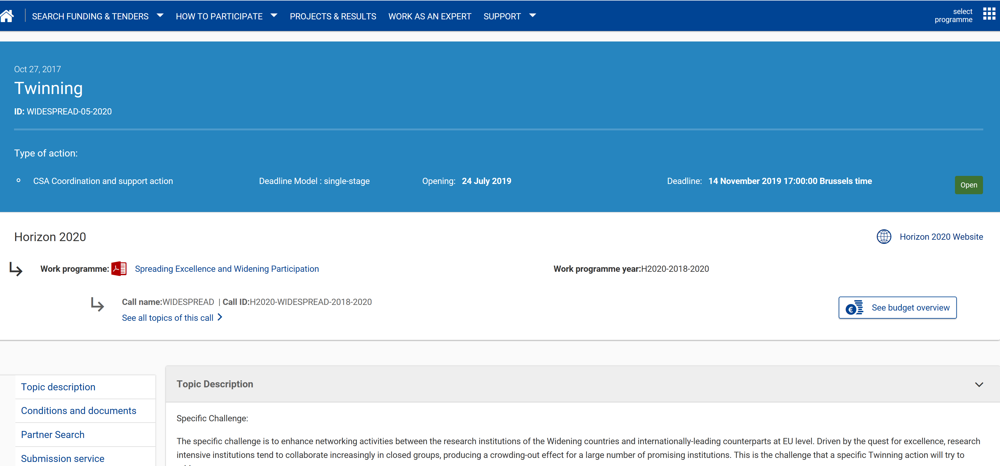 SEARCH FUNDING & TENDERS HOW TO PARTICIPATE PROJECTS & RESULTS WORK AS AN EXPERT SUPPORT select programme
Oct 27, 2017
Twinning
ID: WIDESPREAD-05-2020
Type of action:
CSA Coordination and support action Deadline Model : single-stage Opening: 24 July 2019 Deadline: 14 November 2019 17:00:00 Brussels time Open
Horizon 2020 Horizon 2020 Website
Work programme: Spreading Excellence and Widening Participation Work programme year:H2020-2018-2020
Call name:WIDESPREAD | Call ID:H2020-WIDESPREAD-2018-2020
See all topics of this call
See budget overview
Topic description
Conditions and documents
Partner Search
Submission service
Topic Description
Specific Challenge:
The specific challenge is to enhance networking activities between the research institutions of the Widening countries and internationally-leading counterparts at EU level. Driven by the quest for excellence, research
intensive institutions tend to collaborate increasingly in closed groups, producing a crowding-out effect for a large number of promising institutions. This is the challenge that a specific Twinning action will try to